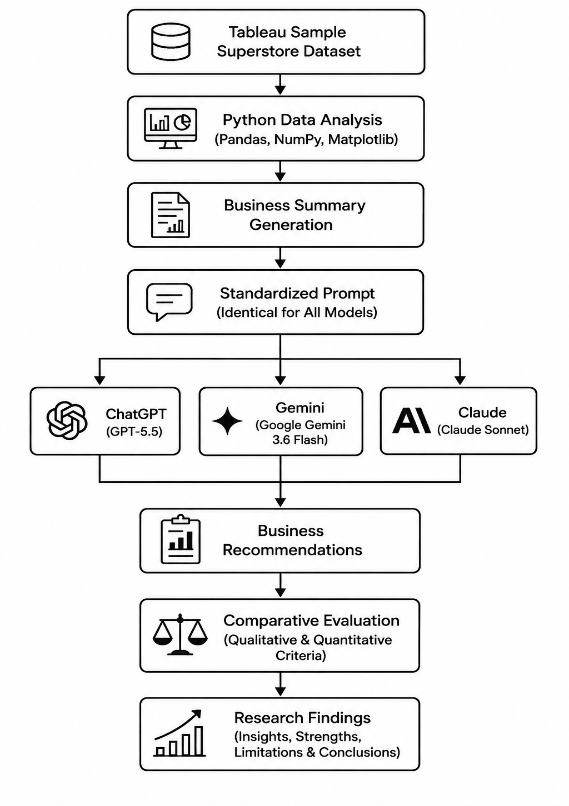 Tableau Sample
Superstore Dataset
Python Data Analysis
(Pandas, NumPy, Matplotlib)
Business Summary
Generation
Standardized Prompt
(Identical for All Models)
ChatGPT
(GPT-5.5)
Gemini
(Google Gemini
3.6 Flash)
Claude
(Claude Sonnet)
Business
Recommendations
Comparative Evaluation
(Qualitative & Quantitative
Criteria)
Research Findings
(Insights, Strengths,
Limitations & Conclusions)